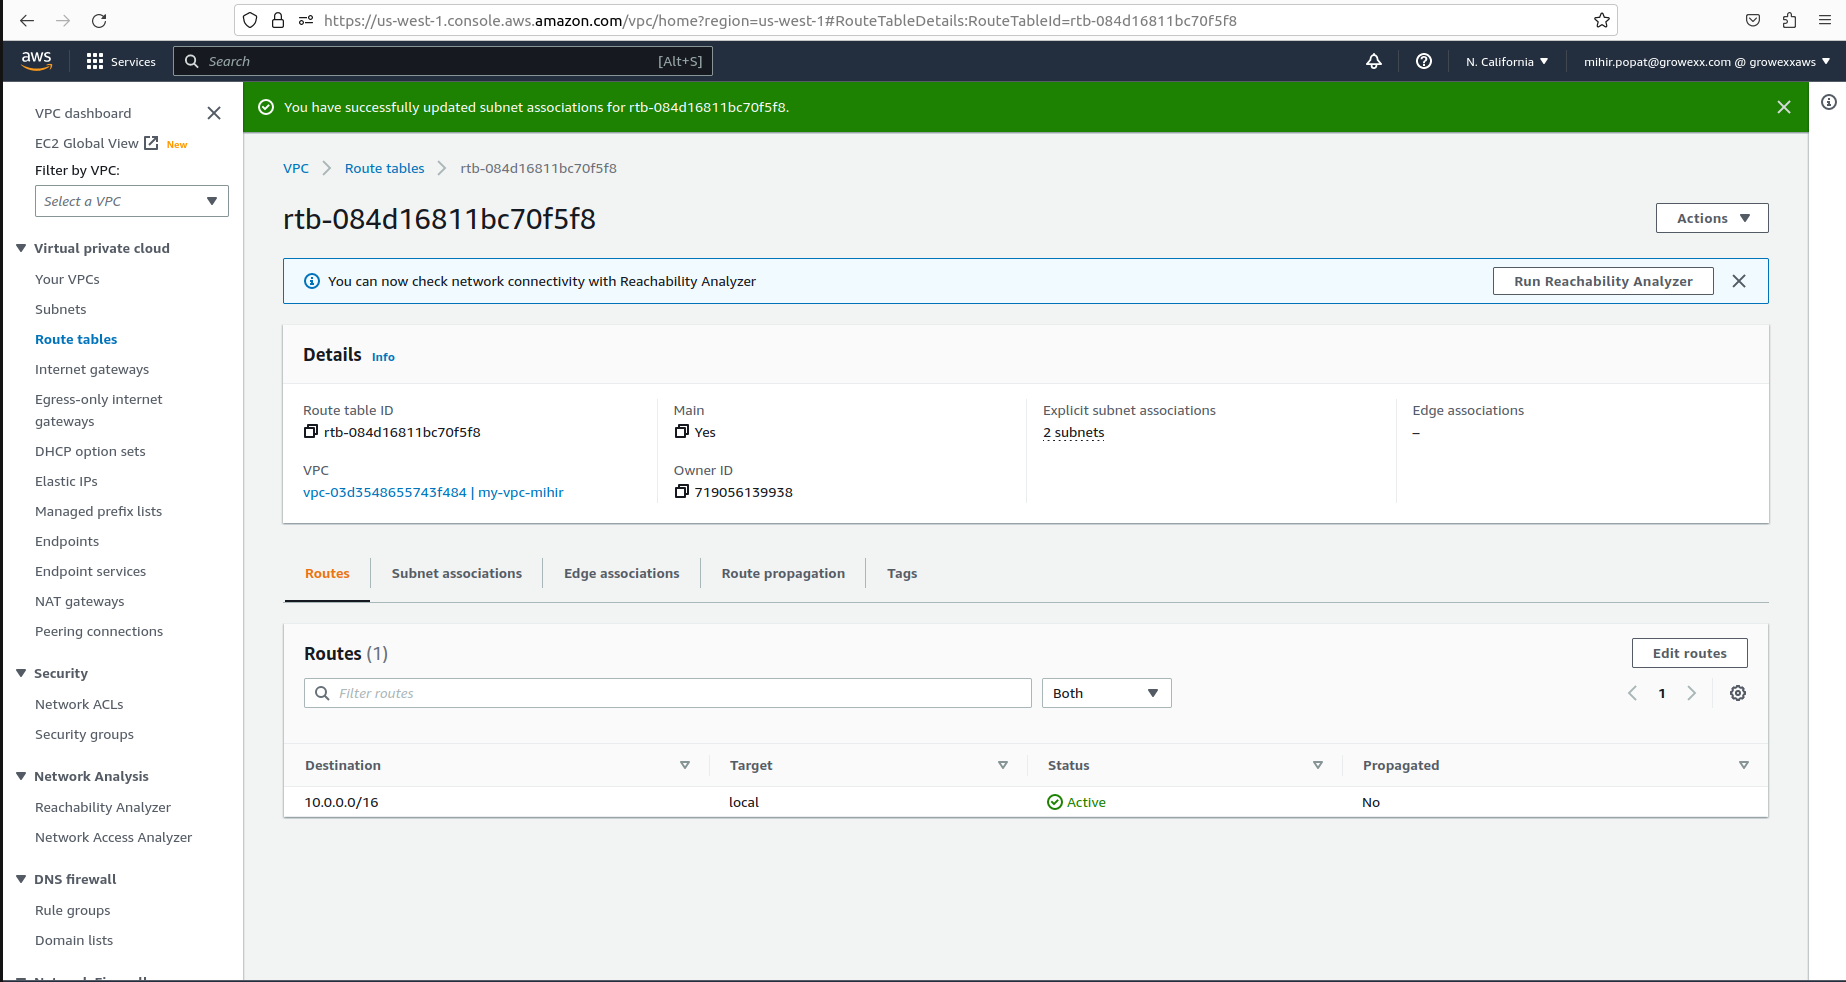 https://us-west-1.console.aws.amazon.com/vpc/home?region=us-west-1#RouteTableDetails:RouteTableId=rtb-084d16811bc70f5f8
aws Services Search [Alt+S] N. California mihir.popat@growexx.com @ growexxaws
VPC dashboard
EC2 Global View New
Filter by VPC:
Select a VPC
Virtual private cloud
Your VPCs
Subnets
Route tables
Internet gateways
Egress-only internet
gateways
DHCP option sets
Elastic IPs
Managed prefix lists
Endpoints
Endpoint services
NAT gateways
Peering connections
Security
Network ACLs
Security groups
Network Analysis
Reachability Analyzer
Network Access Analyzer
DNS firewall
Rule groups
Domain lists
You have successfully updated subnet associations for rtb-084d16811bc70f5f8.
VPC Route tables rtb-084d16811bc70f5f8
rtb-084d16811bc70f5f8
Actions
You can now check network connectivity with Reachability Analyzer
Run Reachability Analyzer
Details Info
Route table ID
rtb-084d16811bc70f5f8
Main
Yes
Explicit subnet associations
2 subnets
Edge associations
–
VPC
vpc-03d3548655743f484 | my-vpc-mihir
Owner ID
719056139938
Routes Subnet associations Edge associations Route propagation Tags
Routes (1)
Edit routes
Filter routes
Both
1
Destination Target Status Propagated
10.0.0.0/16 local Active No